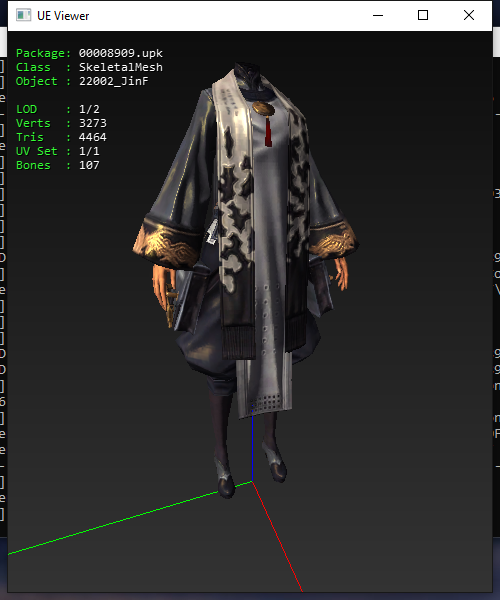 UE Viewer
Package: 00008909.upk
Class : SkeletalMesh
Object : 22002_JinF
LOD : 1/2
Verts : 3273
Tris : 4464
UV Set : 1/1
Bones : 107